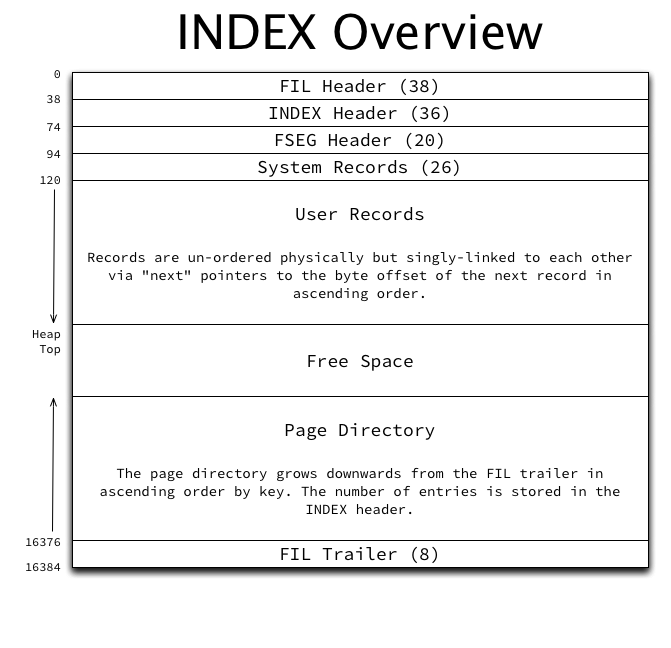 INDEX Overview
0
FIL Header (38)
38
INDEX Header (36)
74
FSEG Header (20)
94
System Records (26)
120
User Records
Records are un-ordered physically but singly-linked to each other
via "next" pointers to the byte offset of the next record in
ascending order.
Heap
Top
Free Space
Page Directory
The page directory grows downwards from the FIL trailer in
ascending order by key. The number of entries is stored in the
INDEX header.
16376
FIL Trailer (8)
16384